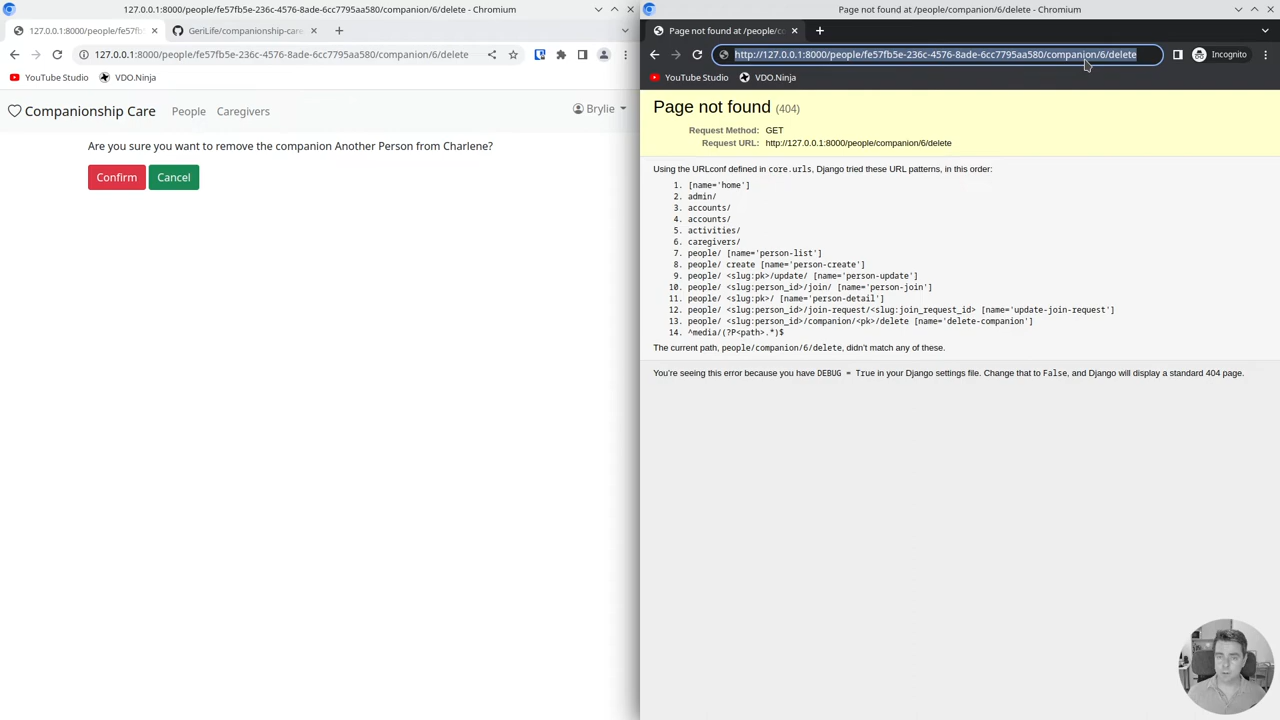 127.0.0.1:8000/people/fe57fb5e-236c-4576-8ade-6cc7795aa580/companion/6/delete - Chromium
127.0.0.1:8000/people/fe57fb5
GeriLife/companionship-care
127.0.0.1:8000/people/fe57fb5e-236c-4576-8ade-6cc7795aa580/companion/6/delete
YouTube Studio
VDO.Ninja
Companionship Care
People
Caregivers
Brylie
Are you sure you want to remove the companion Another Person from Charlene?
Confirm
Cancel
Page not found at /people/companion/6/delete - Chromium
Page not found at /people/c
http://127.0.0.1:8000/people/fe57fb5e-236c-4576-8ade-6cc7795aa580/companion/6/delete
Incognito
YouTube Studio
VDO.Ninja
Page not found (404)
Request Method: GET
Request URL: http://127.0.0.1:8000/people/companion/6/delete
Using the URLconf defined in core.urls, Django tried these URL patterns, in this order:
1. [name='home']
2. admin/
3. accounts/
4. accounts/
5. activities/
6. caregivers/
7. people/ [name='person-list']
8. people/ create [name='person-create']
9. people/ <slug:pk>/update/ [name='person-update']
10. people/ <slug:person_id>/join/ [name='person-join']
11. people/ <slug:pk>/ [name='person-detail']
12. people/ <slug:person_id>/join-request/<slug:join_request_id> [name='update-join-request']
13. people/ <slug:person_id>/companion/<pk>/delete [name='delete-companion']
14. ^media/(?P<path>.*)$
The current path, people/companion/6/delete, didn't match any of these.
You're seeing this error because you have DEBUG = True in your Django settings file. Change that to False, and Django will display a standard 404 page.